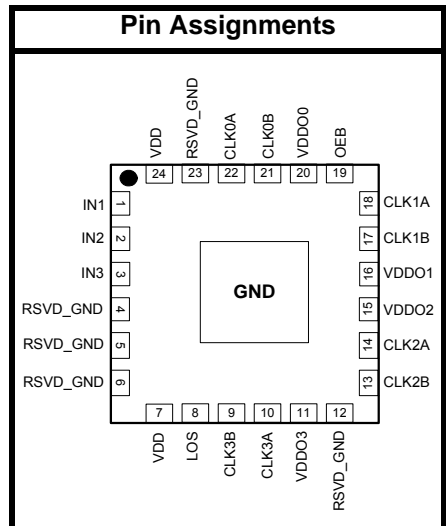 Pin Assignments
VDD
RSVD_GND
CLK0A
CLK0B
VDDO0
OEB
24
23
22
21
20
19
IN1
1
IN2
2
IN3
3
RSVD_GND
4
RSVD_GND
5
RSVD_GND
6
GND
18
CLK1A
17
CLK1B
16
VDDO1
15
VDDO2
14
CLK2A
13
CLK2B
7
8
9
10
11
12
VDD
LOS
CLK3B
CLK3A
VDDO3
RSVD_GND